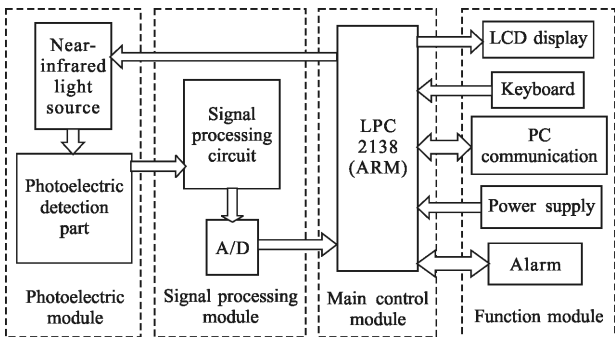 Near-
infrared
light
source
Photoelectric
detection
part
Photoelectric
module
Signal
processing
circuit
A/D
Signal processing
module
LPC
2138
(ARM)
Main control
module
LCD display
Keyboard
PC
communication
Power supply
Alarm
Function module